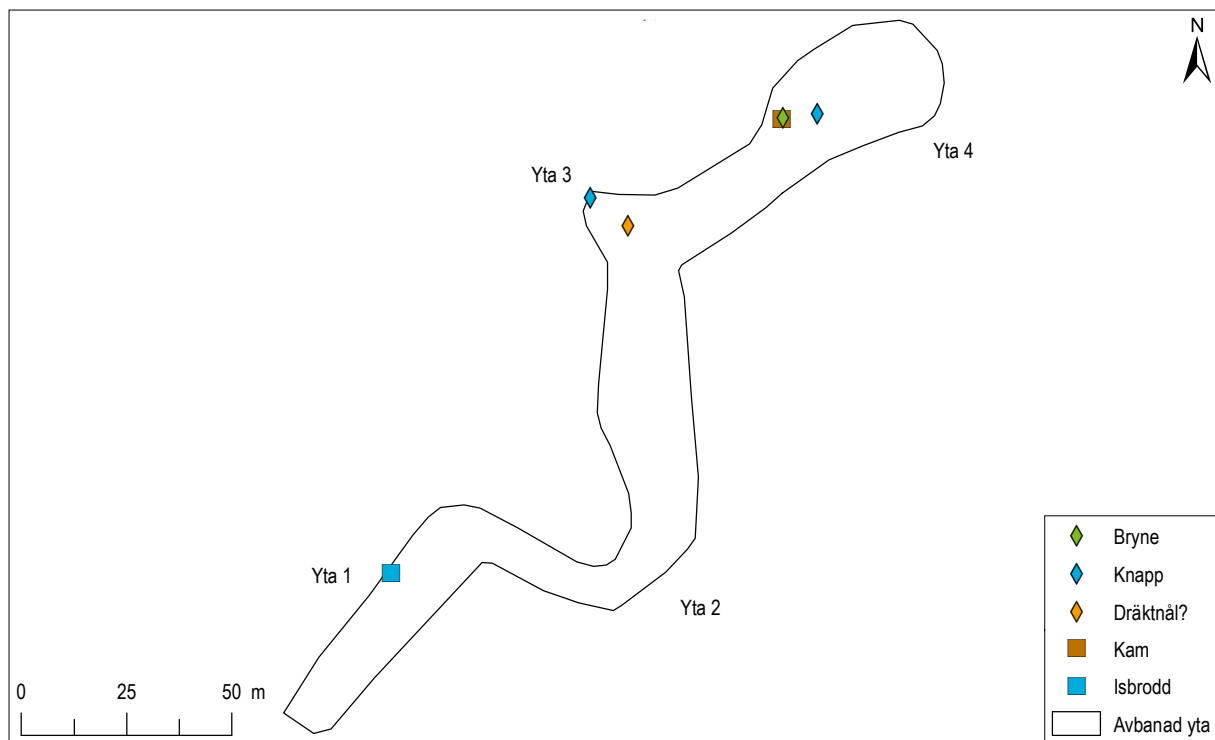 N
Yta 4
Yta 3
Yta 1
Yta 2
Bryne
Knapp
Dräktnål?
Kam
Isbrodd
Avbanad yta
0 25 50 m